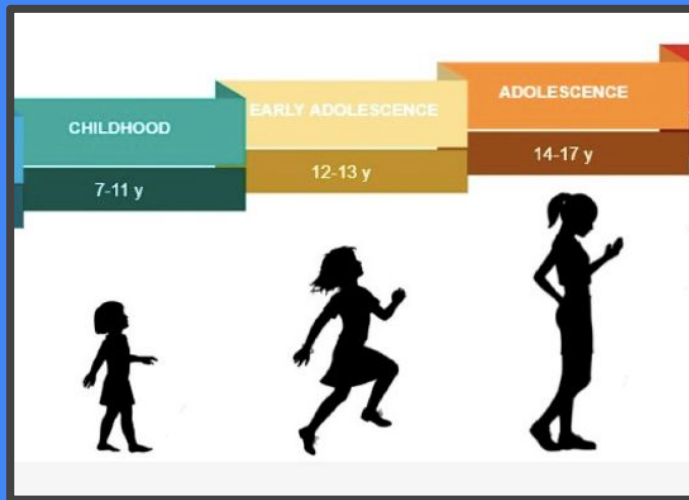 CHILDHOOD
7-11 y
EARLY ADOLESCENCE
12-13 y
ADOLESCENCE
14-17 y